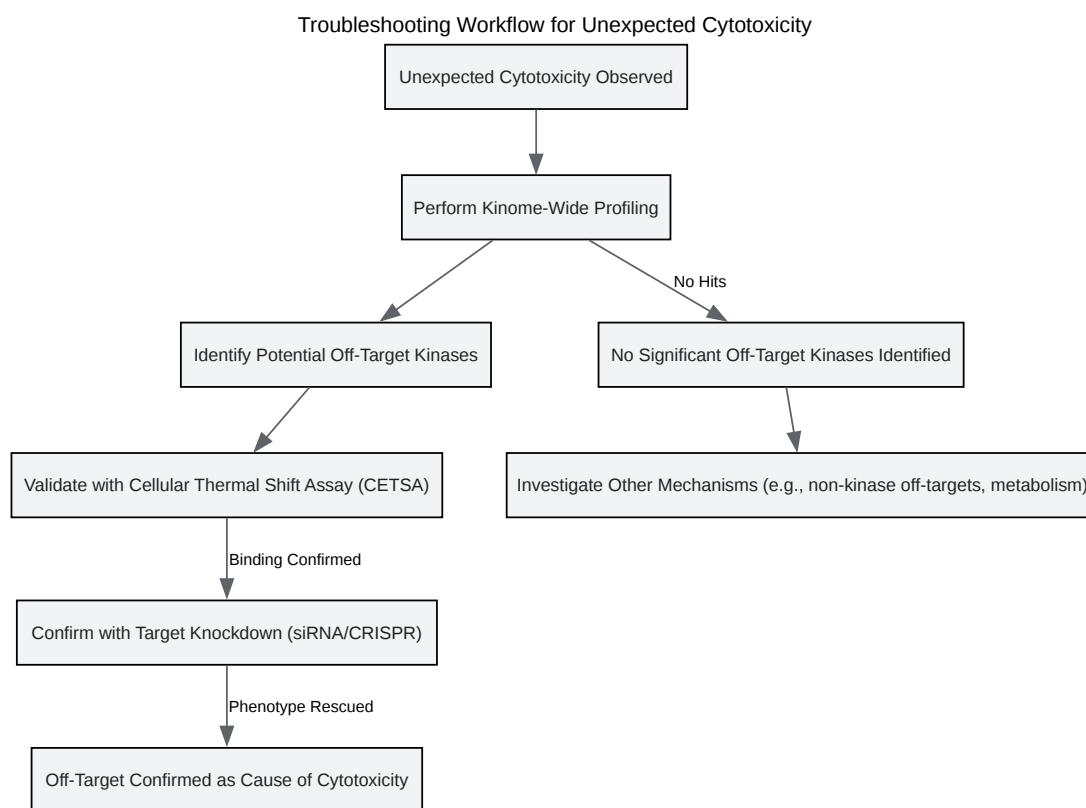 Troubleshooting Workflow for Unexpected Cytotoxicity
Unexpected Cytotoxicity Observed
Perform Kinome-Wide Profiling
No Hits
Identify Potential Off-Target Kinases
No Significant Off-Target Kinases Identified
Validate with Cellular Thermal Shift Assay (CETSA)
Investigate Other Mechanisms (e.g., non-kinase off-targets, metabolism)
Binding Confirmed
Confirm with Target Knockdown (siRNA/CRISPR)
Phenotype Rescued
Off-Target Confirmed as Cause of Cytotoxicity